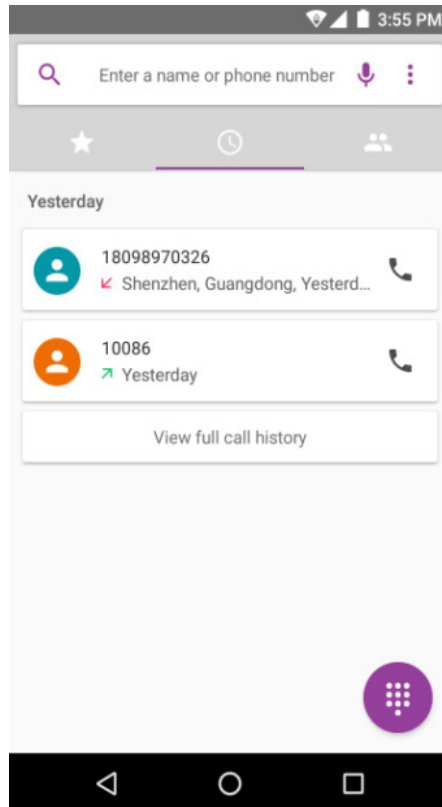 3:55 PM
Enter a name or phone number
Yesterday
18098970326
Shenzhen, Guangdong, Yesterd...
10086
Yesterday
View full call history